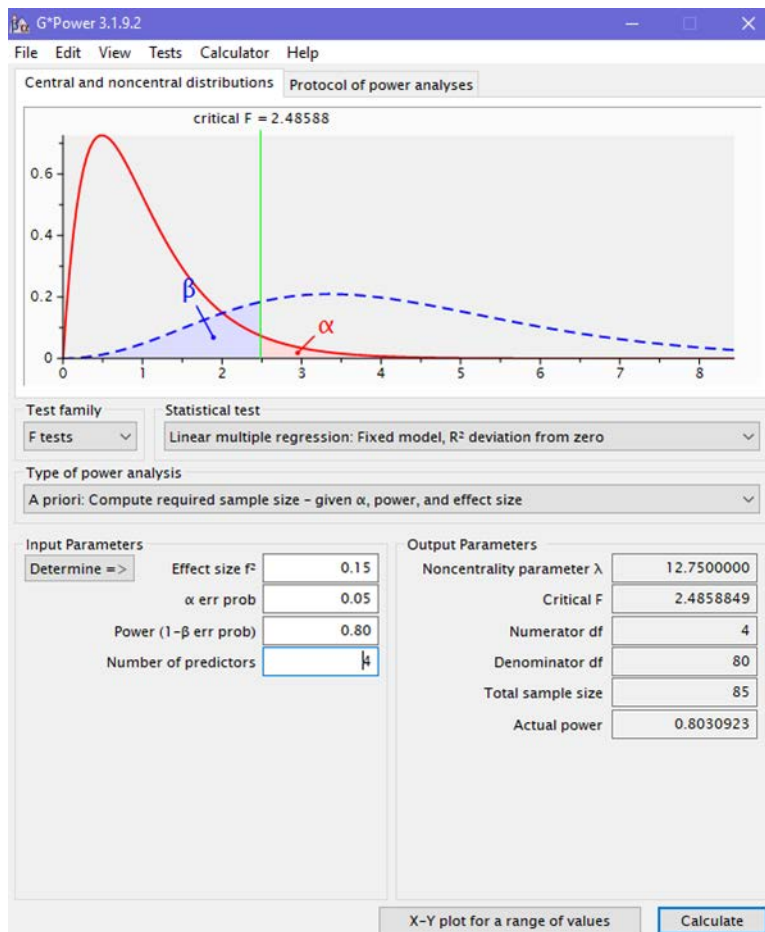 G*Power 3.1.9.2
File Edit View Tests Calculator Help
Central and noncentral distributions Protocol of power analyses
critical F = 2.48588
0.6
0.4
0.2
0
β
α
0 1 2 3 4 5 6 7 8
Test family Statistical test
F tests Linear multiple regression: Fixed model, R² deviation from zero
Type of power analysis
A priori: Compute required sample size - given α, power, and effect size
Input Parameters Output Parameters
Determine => Effect size f² 0.15 Noncentrality parameter λ 12.7500000
α err prob 0.05 Critical F 2.4858849
Power (1-β err prob) 0.80 Numerator df 4
Number of predictors 4 Denominator df 80
Total sample size 85
Actual power 0.8030923
X-Y plot for a range of values Calculate